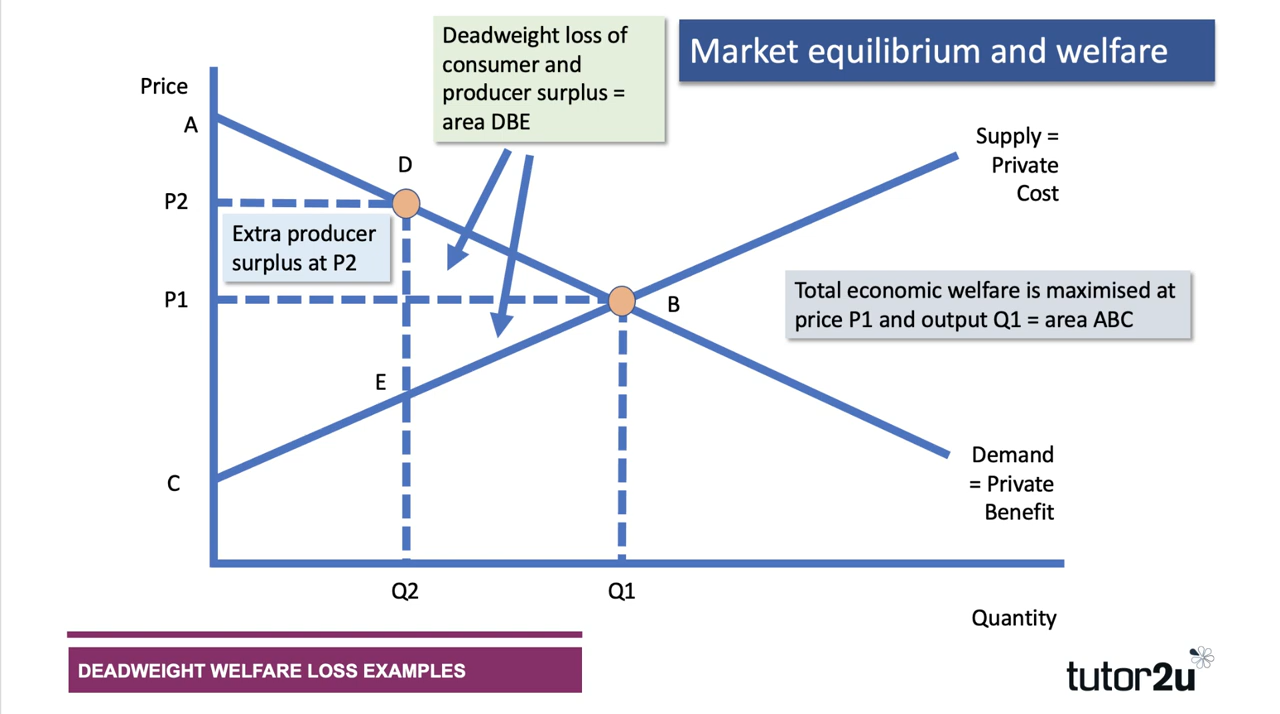 Market equilibrium and welfare
Deadweight loss of
consumer and
producer surplus =
area DBE
Price
A
D
Supply =
Private
Cost
P2
Extra producer
surplus at P2
P1
B
Total economic welfare is maximised at
price P1 and output Q1 = area ABC
E
C
Demand
= Private
Benefit
Q2
Q1
Quantity
DEADWEIGHT WELFARE LOSS EXAMPLES
tutor2u